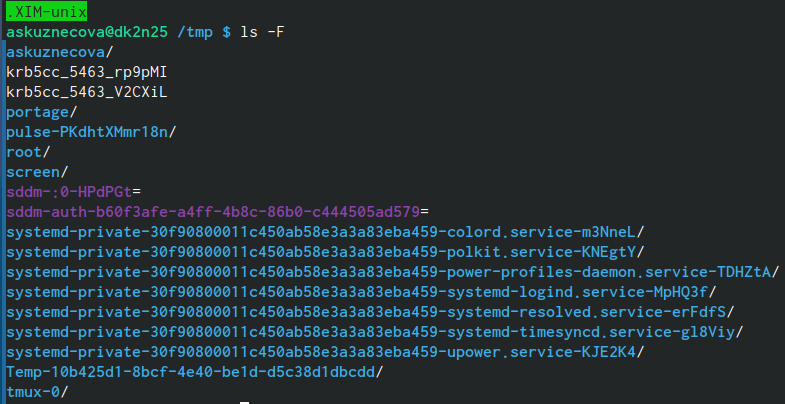 .XIM-unix
askuznecova@dk2n25 /tmp $ ls -F
askuznecova/
krb5cc_5463_rp9pMI
krb5cc_5463_V2CXiL
portage/
pulse-PKdhtXMmr18n/
root/
screen/
sddm-:0-HPdPGt=
sddm-auth-b60f3afe-a4ff-4b8c-86b0-c444505ad579=
systemd-private-30f90800011c450ab58e3a3a83eba459-colord.service-m3NneL/
systemd-private-30f90800011c450ab58e3a3a83eba459-polkit.service-KNEgtY/
systemd-private-30f90800011c450ab58e3a3a83eba459-power-profiles-daemon.service-TDHZtA/
systemd-private-30f90800011c450ab58e3a3a83eba459-systemd-logind.service-MpHQ3f/
systemd-private-30f90800011c450ab58e3a3a83eba459-systemd-resolved.service-erFdfS/
systemd-private-30f90800011c450ab58e3a3a83eba459-systemd-timesyncd.service-gl8Viy/
systemd-private-30f90800011c450ab58e3a3a83eba459-upower.service-KJE2K4/
Temp-10b425d1-8bcf-4e40-be1d-d5c38d1dbcdd/
tmux-0/